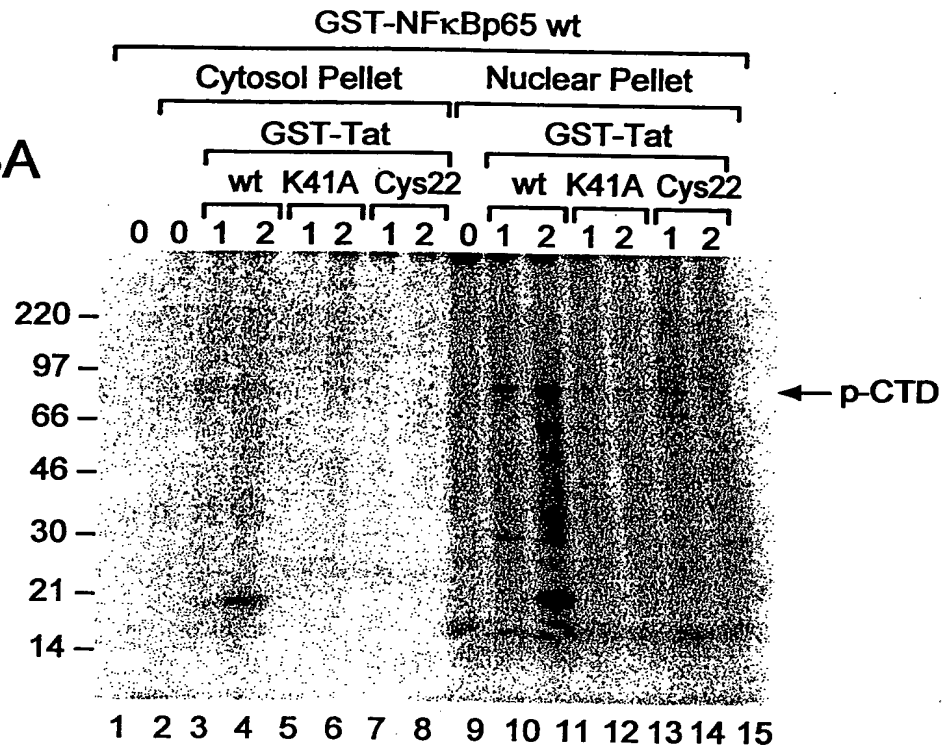 GST-NFκBp65 wt
Cytosol Pellet Nuclear Pellet
GST-Tat GST-Tat
A
wt K41A Cys22 wt K41A Cys22
0 0 1 2 1 2 1 2 0 1 2 1 2 1 2
220
97
p-CTD
66
46
30
21
14
1 2 3 4 5 6 7 8 9 10 11 12 13 14 15